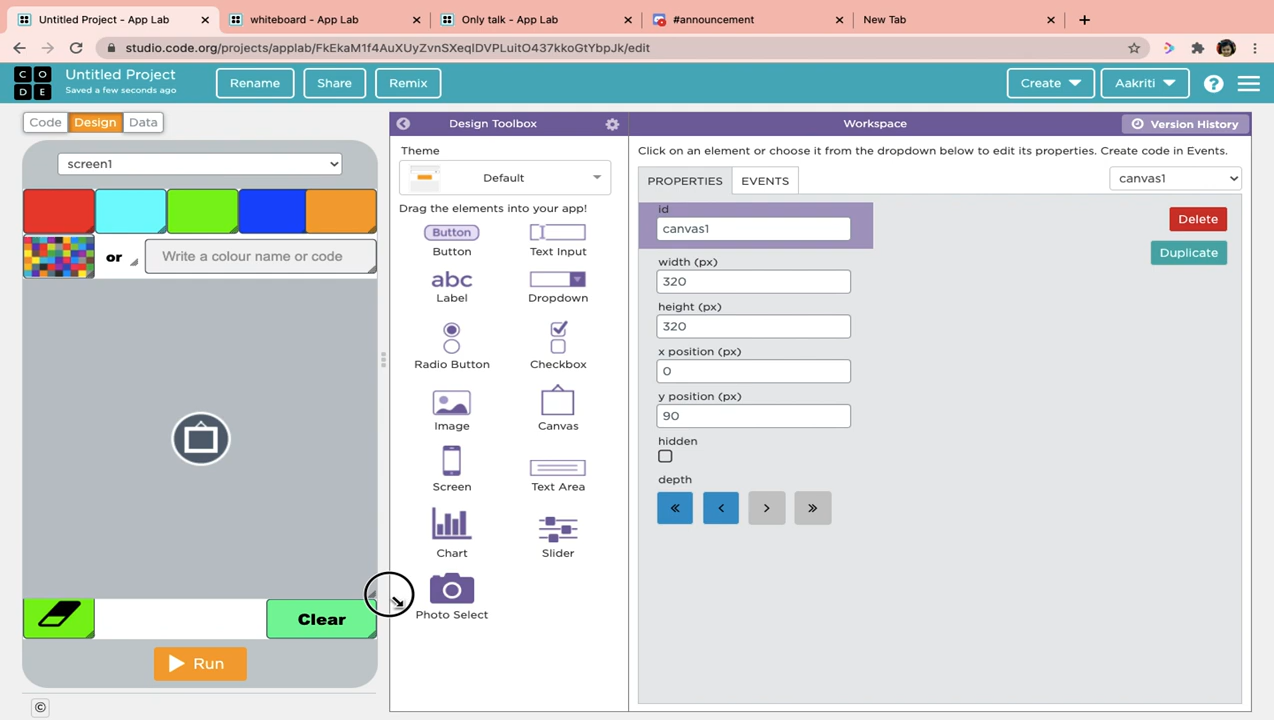 Untitled Project - App Lab
whiteboard - App Lab
Only talk - App Lab
#announcement
New Tab
studio.code.org/projects/applab/FkEkaM1f4AuXUyZvnSXeqIDVPLuitO437kkoGtYbpJk/edit
C O
D E
Untitled Project
Saved a few seconds ago
Rename
Share
Remix
Create
Aakriti
?
Code
Design
Data
Design Toolbox
Workspace
Version History
screen1
or
Write a colour name or code
Clear
Run
©
Theme
Default
Drag the elements into your app!
Button
Button
Text Input
abc
Label
Dropdown
Radio Button
Checkbox
Image
Canvas
Screen
Text Area
Chart
Slider
Photo Select
Click on an element or choose it from the dropdown below to edit its properties. Create code in Events.
PROPERTIES
EVENTS
canvas1
id
canvas1
Delete
Duplicate
width (px)
320
height (px)
320
x position (px)
0
y position (px)
90
hidden
depth